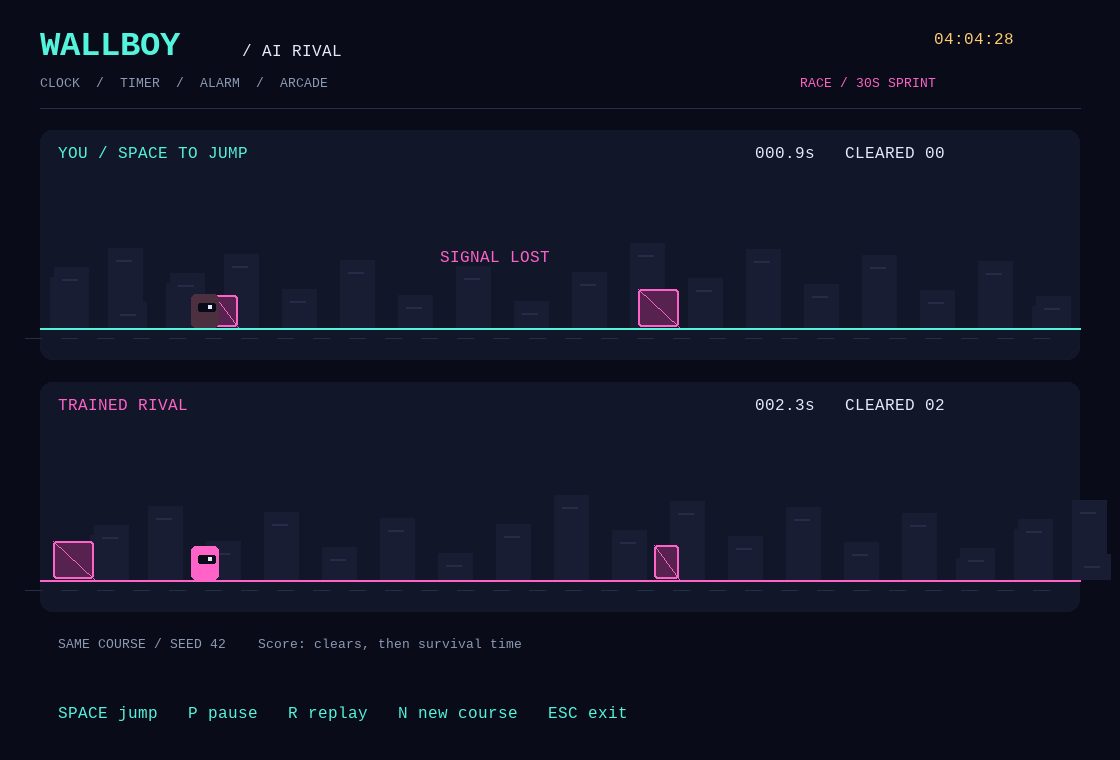 WALLBOY / AI RIVAL 04:04:28
CLOCK / TIMER / ALARM / ARCADE RACE / 30S SPRINT
YOU / SPACE TO JUMP 000.9s CLEARED 00
SIGNAL LOST
TRAINED RIVAL 002.3s CLEARED 02
SAME COURSE / SEED 42 Score: clears, then survival time
SPACE jump P pause R replay N new course ESC exit